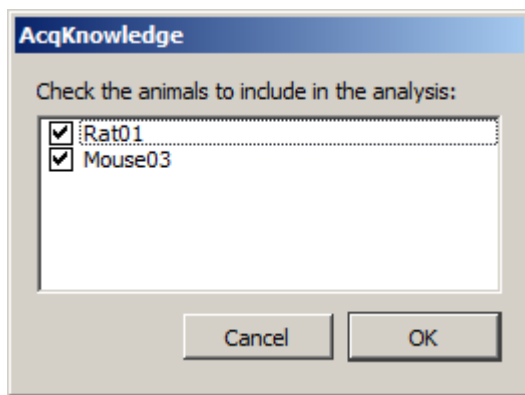 AcqKnowledge
Check the animals to include in the analysis:
Rat01
Mouse03
Cancel OK